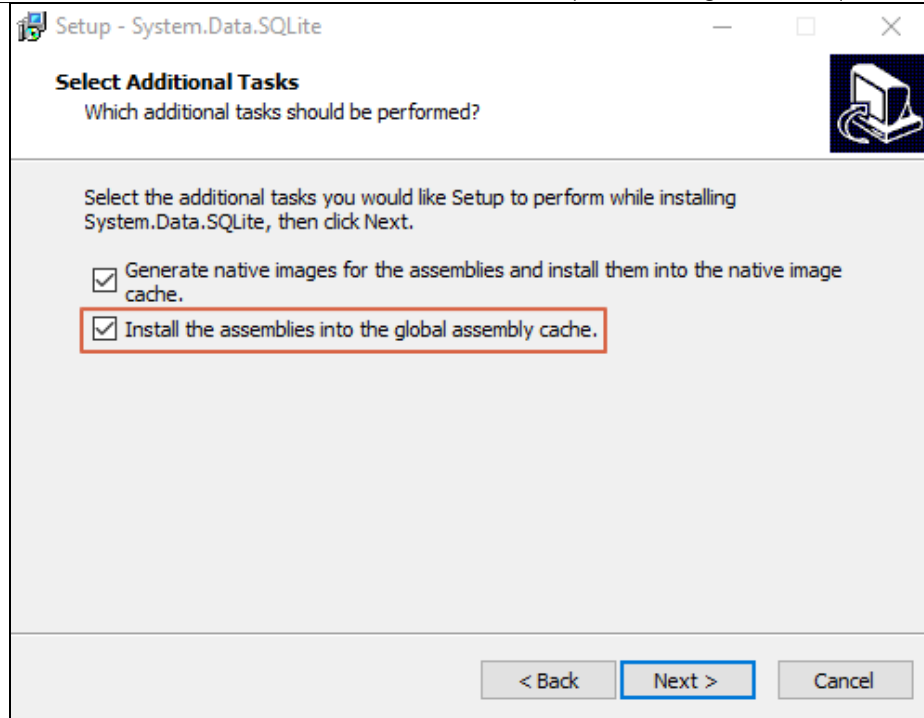 Setup - System.Data.SQLite
Select Additional Tasks
Which additional tasks should be performed?
Select the additional tasks you would like Setup to perform while installing
System.Data.SQLite, then click Next.
Generate native images for the assemblies and install them into the native image
cache.
Install the assemblies into the global assembly cache.
< Back
Next >
Cancel